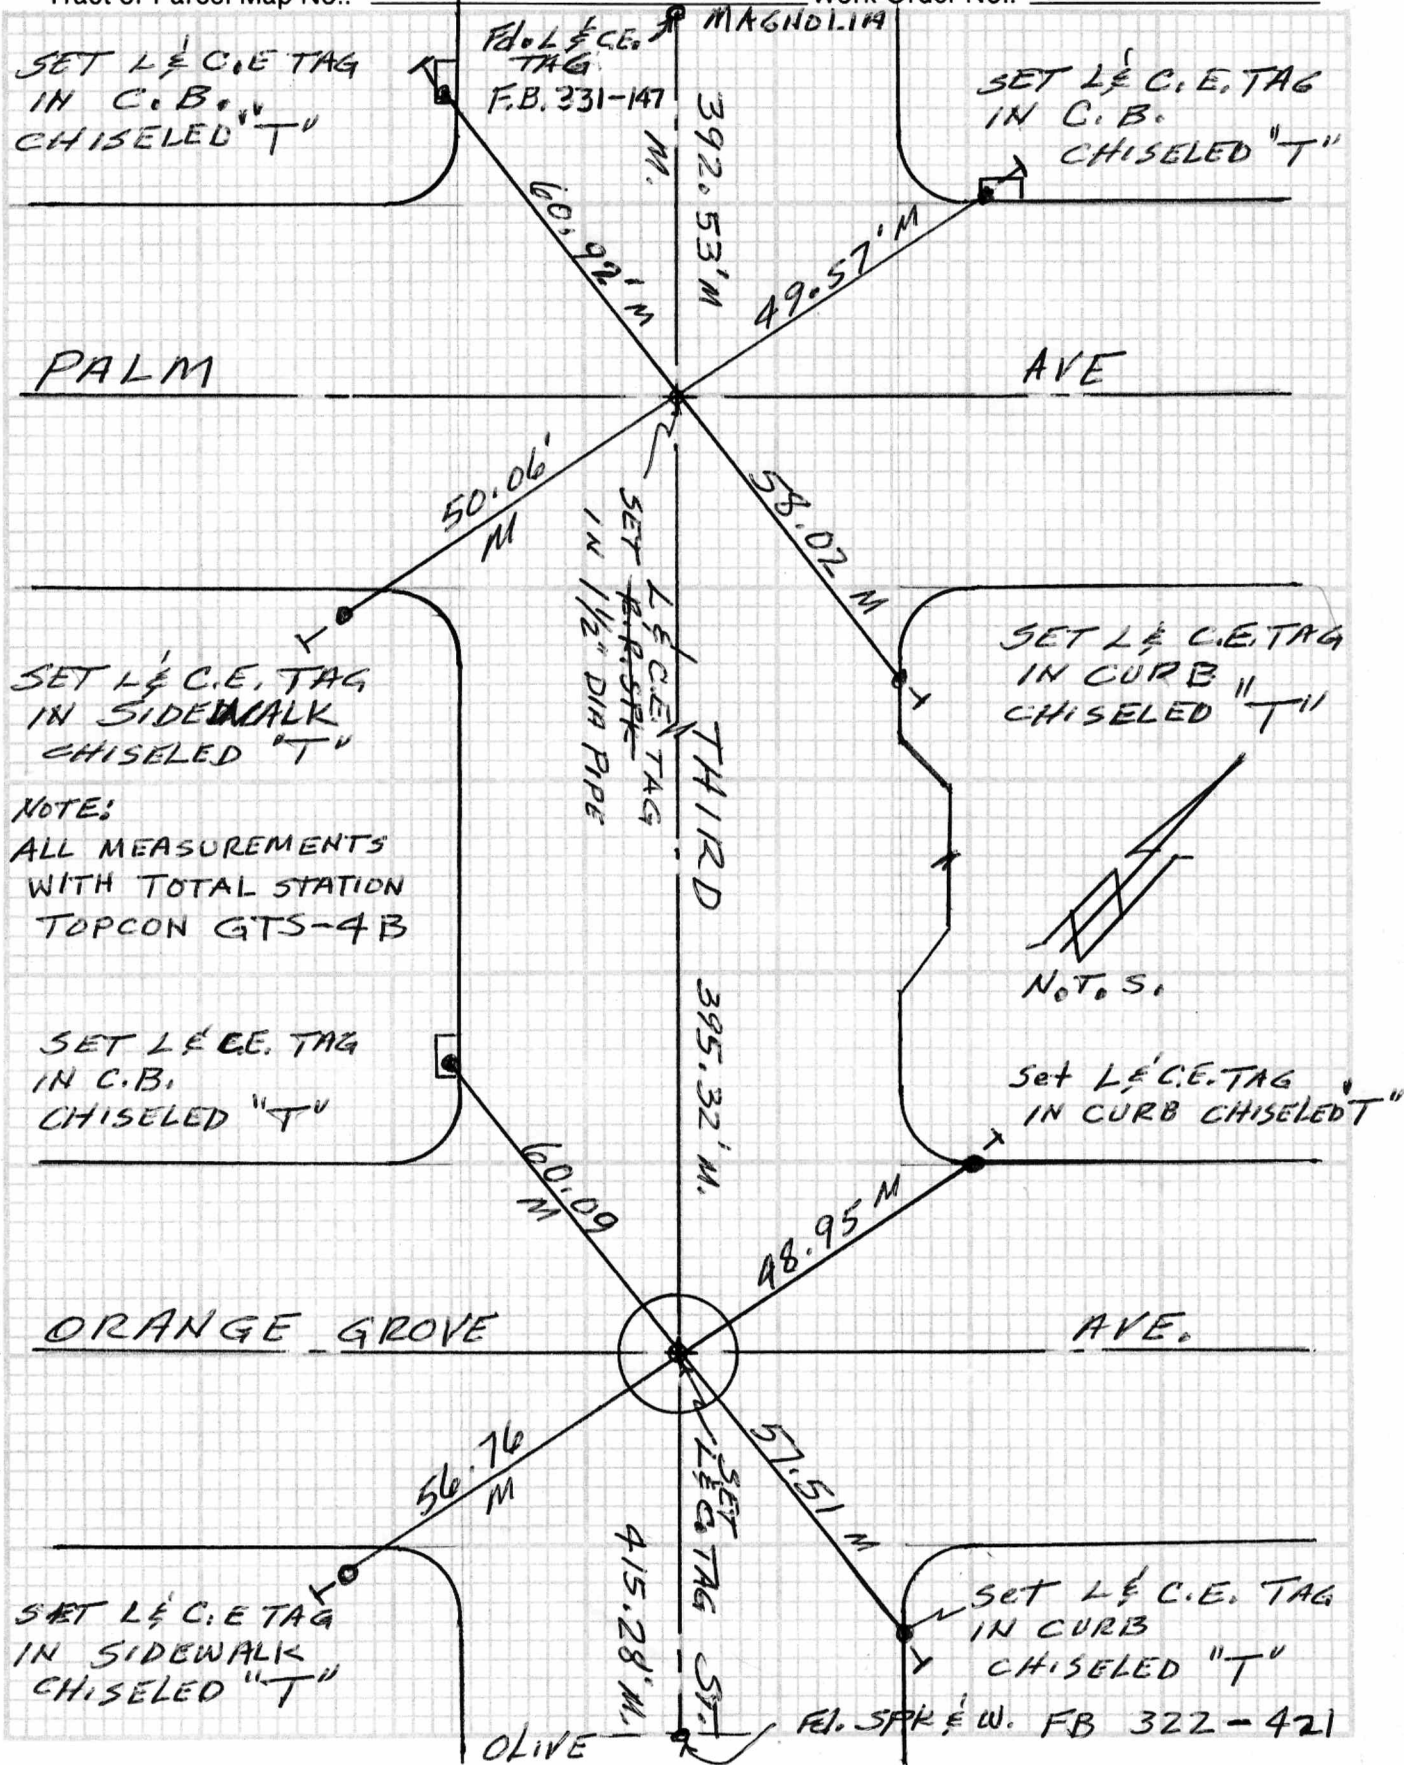 Tract or Parcel Map No.:
Work Order No.:
MAGNOLIA
Fd. L & C.E.
TAG
F.B. 331-147
SET L & C.E TAG
IN C.B.
CHISELED "T"
SET L & C.E. TAG
IN C.B.
CHISELED "T"
M.
392.53' M
60.92' M
49.57' M
PALM
AVE
50.06'
M
58.02 M
SET R.R. SPK
L & C.E. TAG
IN 1 1/2" DIA PIPE
SET L & C.E. TAG
IN SIDEWALK
CHISELED "T"
SET L & C.E. TAG
IN CURB
CHISELED "T"
THIRD
NOTE:
ALL MEASUREMENTS
WITH TOTAL STATION
TOPCON GTS-4B
N.T.S.
395.32' M.
SET L & C.E. TAG
IN C.B.
CHISELED "T"
Set L & C.E. TAG
IN CURB CHISELED "T"
60.09
M
48.95 M
ORANGE GROVE
AVE.
56.76
M
57.51 M
SET
L & C. TAG
ST.
415.28' M.
SET L & C.E TAG
IN SIDEWALK
CHISELED "T"
Set L & C.E. TAG
IN CURB
CHISELED "T"
Fd. SPK & W. FB 322-421
OLIVE